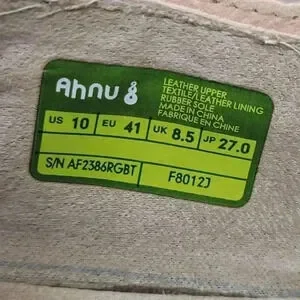 Ahnu
LEATHER UPPER
TEXTILE/LEATHER LINING
RUBBER SOLE
MADE IN CHINA
FABRIQUE EN CHINE
US 10 EU 41 UK 8.5 JP 27.0
S/N AF2386RGBT F8012J